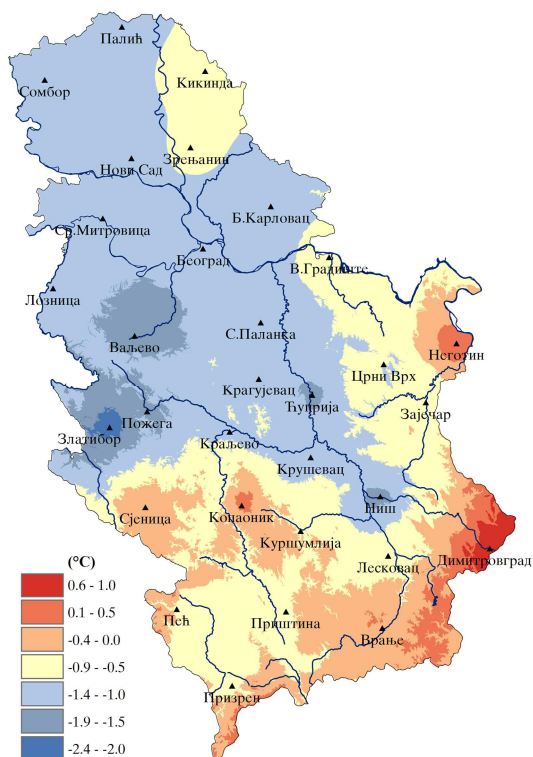 Палић
Кикинда
Сомбор
Зрењанин
Нови Сад
Б.Карловац
Ср.Митровица
Београд
В.Градиште
Лозница
С.Паланка
Ваљево
Неготин
Црни Врх
Крагујевац
Ћуприја
Зајечар
Пожега
Златибор
Краљево
Крушевац
Ниш
Сјеница
Копаоник
Куршумлија
Лесковац
Димитровград
(°C)
0.6 - 1.0
0.1 - 0.5
-0.4 - 0.0
-0.9 - -0.5
-1.4 - -1.0
-1.9 - -1.5
-2.4 - -2.0
Пећ
Приштина
Врање
Призрен